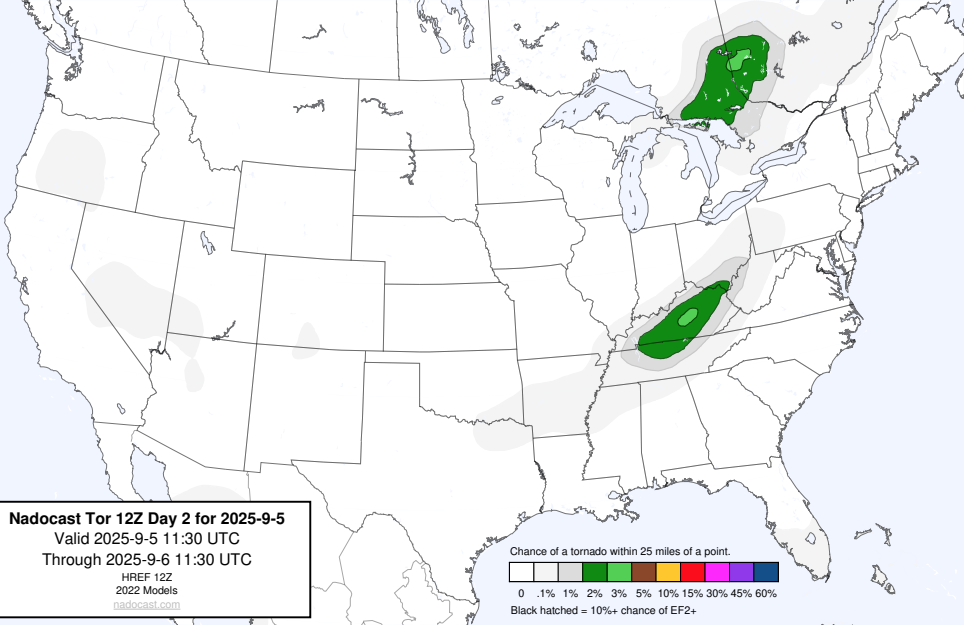 Nadocast Tor 12Z Day 2 for 2025-9-5
Valid 2025-9-5 11:30 UTC
Through 2025-9-6 11:30 UTC
HREF 12Z
2022 Models
nadocast.com
Chance of a tornado within 25 miles of a point.
0 .1% 1% 2% 3% 5% 10% 15% 30% 45% 60%
Black hatched = 10%+ chance of EF2+